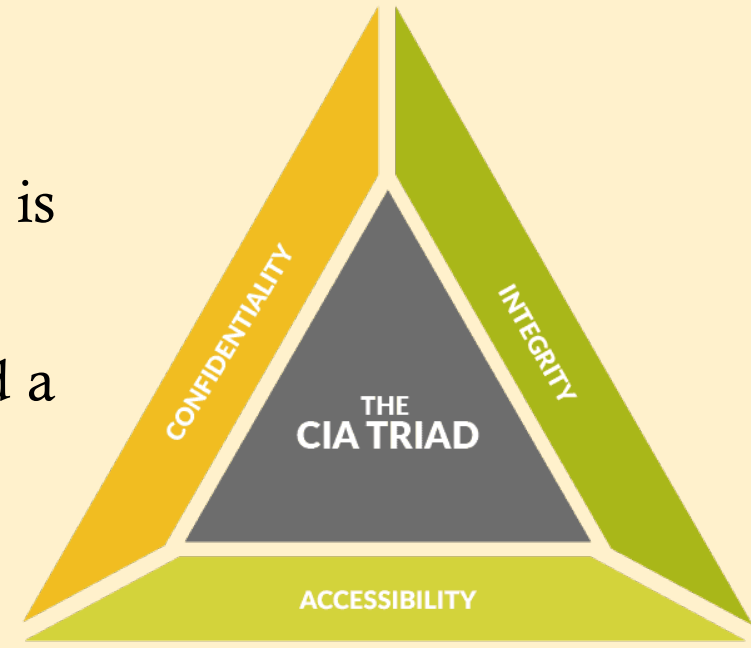 is
CONFIDENTIALITY
INTEGRITY
a
THE
CIA TRIAD
ACCESSIBILITY